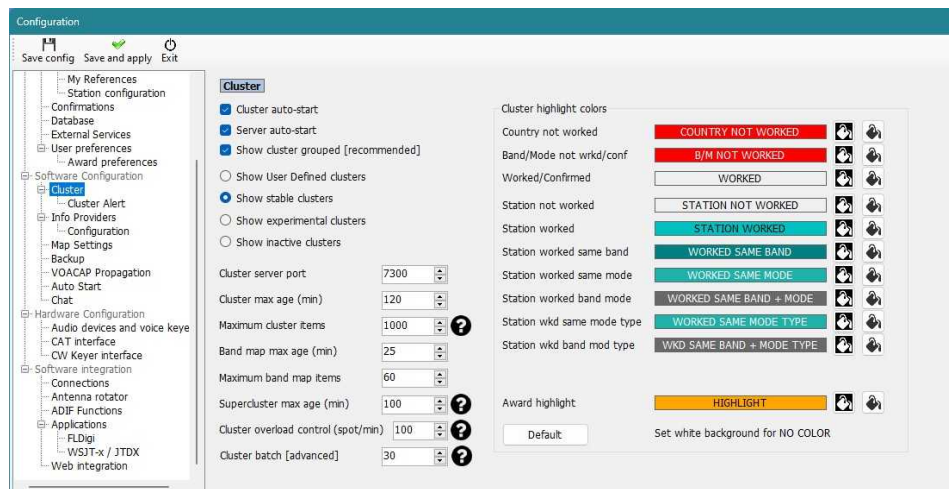 Configuration
Save config Save and apply Exit
My References
Station configuration
Confirmations
Database
External Services
User preferences
Award preferences
Software Configuration
Cluster
Cluster Alert
Info Providers
Configuration
Map Settings
Backup
VOACAP Propagation
Auto Start
Chat
Hardware Configuration
Audio devices and voice keye
CAT interface
CW Keyer interface
Software integration
Connections
Antenna rotator
ADIF Functions
Applications
FLDigi
WSJT-x / JTDX
Web integration
Cluster
Cluster auto-start
Server auto-start
Show cluster grouped [recommended]
Show User Defined clusters
Show stable clusters
Show experimental clusters
Show inactive clusters
Cluster server port 7300
Cluster max age (min) 120
Maximum cluster items 1000 ?
Band map max age (min) 25
Maximum band map items 60
Supercluster max age (min) 100 ?
Cluster overload control (spot/min) 100 ?
Cluster batch [advanced] 30 ?
Cluster highlight colors
Country not worked COUNTRY NOT WORKED
Band/Mode not wrkd/conf B/M NOT WORKED
Worked/Confirmed WORKED
Station not worked STATION NOT WORKED
Station worked STATION WORKED
Station worked same band WORKED SAME BAND
Station worked same mode WORKED SAME MODE
Station worked band mode WORKED SAME BAND + MODE
Station wkd same mode type WORKED SAME MODE TYPE
Station wkd band mod type WKD SAME BAND + MODE TYPE
Award highlight HIGHLIGHT
Default Set white background for NO COLOR